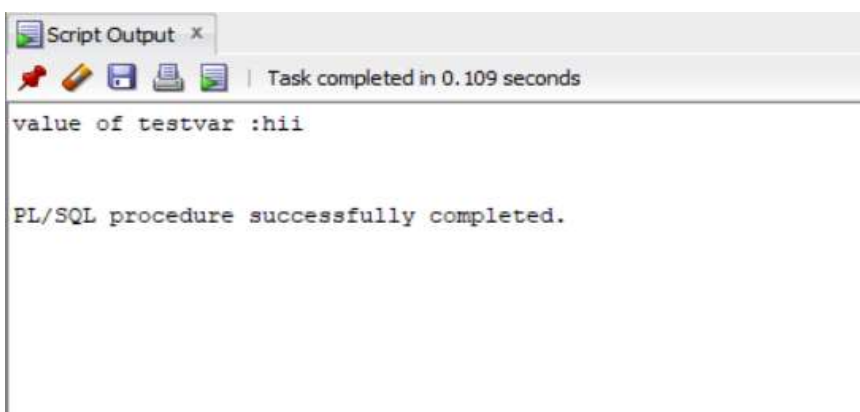 Script Output x
Task completed in 0.109 seconds
value of testvar :hii
PL/SQL procedure successfully completed.